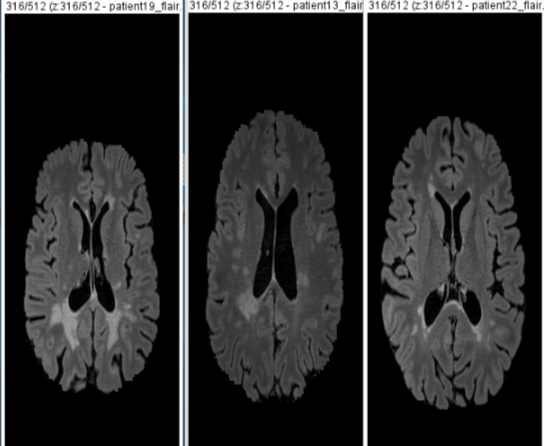 316/512 (z:316/512 - patient19_flair.
316/512 (z:316/512 - patient13_flair
316/512 (z:316/512 - patient22_flair.